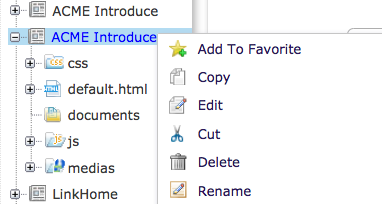 ACME Introduce
ACME Introduce
css
default.html
documents
js
medias
LinkHome
Add To Favorite
Copy
Edit
Cut
Delete
Rename